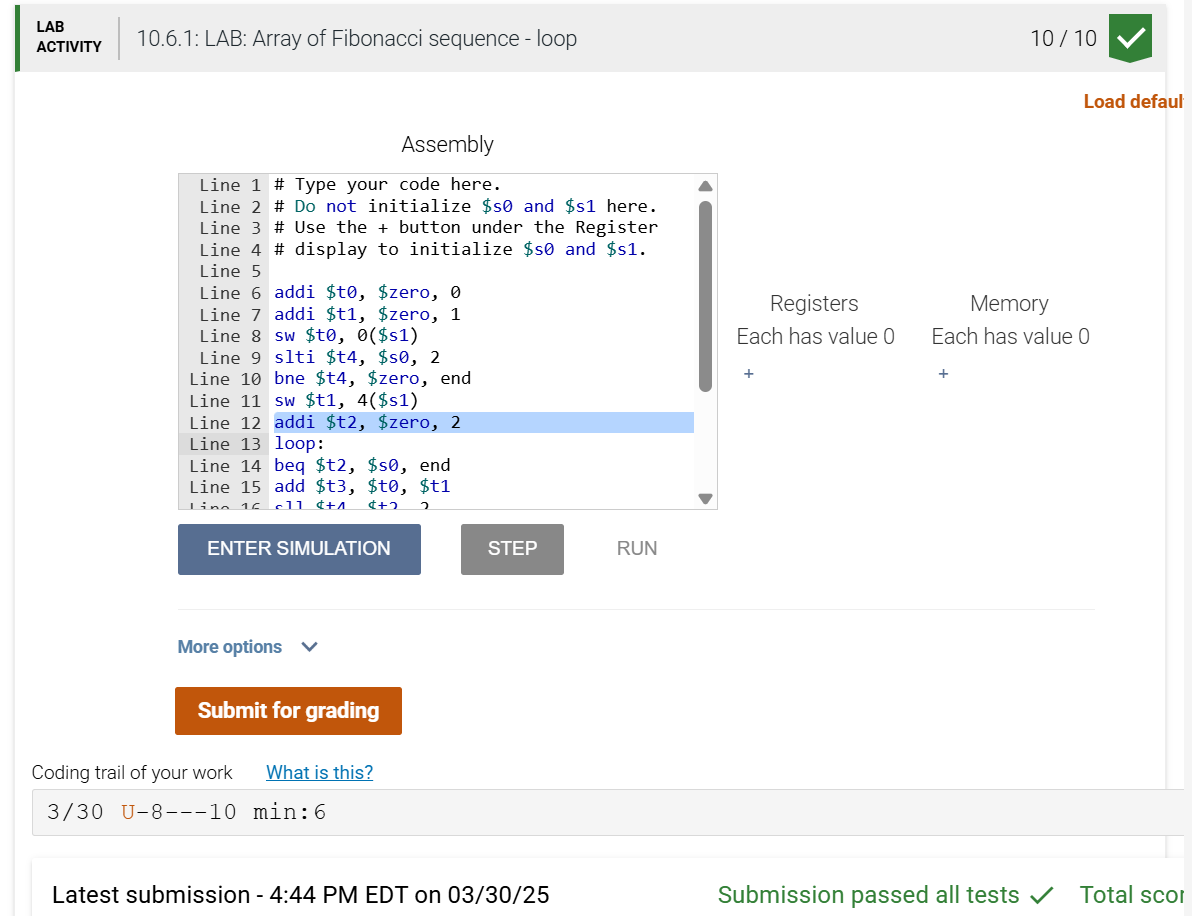 LAB
ACTIVITY
10.6.1: LAB: Array of Fibonacci sequence - loop
10 / 10
Load defaul
Assembly
Line 1 # Type your code here.
Line 2 # Do not initialize $s0 and $s1 here.
Line 3 # Use the + button under the Register
Line 4 # display to initialize $s0 and $s1.
Line 5
Line 6 addi $t0, $zero, 0
Line 7 addi $t1, $zero, 1
Line 8 sw $t0, 0($s1)
Line 9 slti $t4, $s0, 2
Line 10 bne $t4, $zero, end
Line 11 sw $t1, 4($s1)
Line 12 addi $t2, $zero, 2
Line 13 loop:
Line 14 beq $t2, $s0, end
Line 15 add $t3, $t0, $t1
Line 16 sll $t4, $t2, 2
Registers
Each has value 0
+
Memory
Each has value 0
+
ENTER SIMULATION
STEP
RUN
More options
Submit for grading
Coding trail of your work
What is this?
3/30 U-8---10 min:6
Latest submission - 4:44 PM EDT on 03/30/25
Submission passed all tests
Total scor